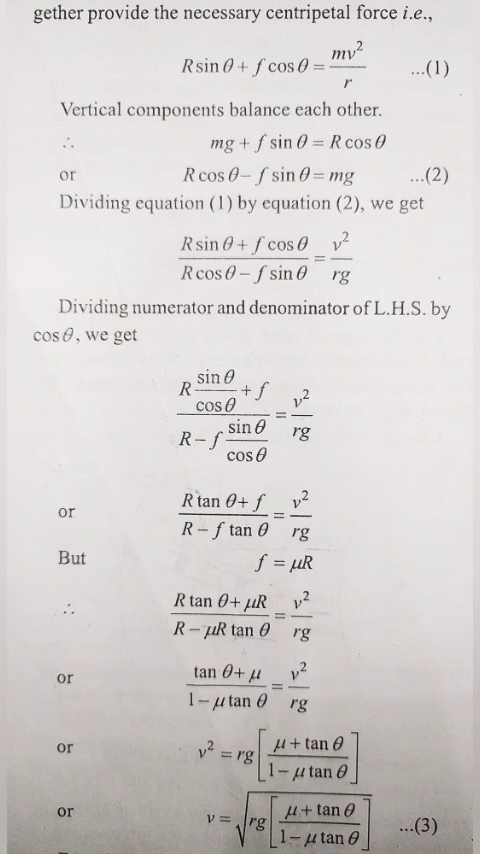 gether provide the necessary centripetal force i.e.,
R sin θ + f cos θ = mv²/r ...(1)
Vertical components balance each other.
∴ mg + f sin θ = R cos θ
or R cos θ – f sin θ = mg ...(2)
Dividing equation (1) by equation (2), we get
(R sin θ + f cos θ)/(R cos θ – f sin θ) = v²/rg
Dividing numerator and denominator of L.H.S. by
cos θ, we get
(R (sin θ/cos θ) + f)/(R – f (sin θ/cos θ)) = v²/rg
or (R tan θ + f)/(R – f tan θ) = v²/rg
But f = μR
∴ (R tan θ + μR)/(R – μR tan θ) = v²/rg
or (tan θ + μ)/(1 – μ tan θ) = v²/rg
or v² = rg[(μ + tan θ)/(1 – μ tan θ)]
or v = √(rg[(μ + tan θ)/(1 – μ tan θ)]) ...(3)